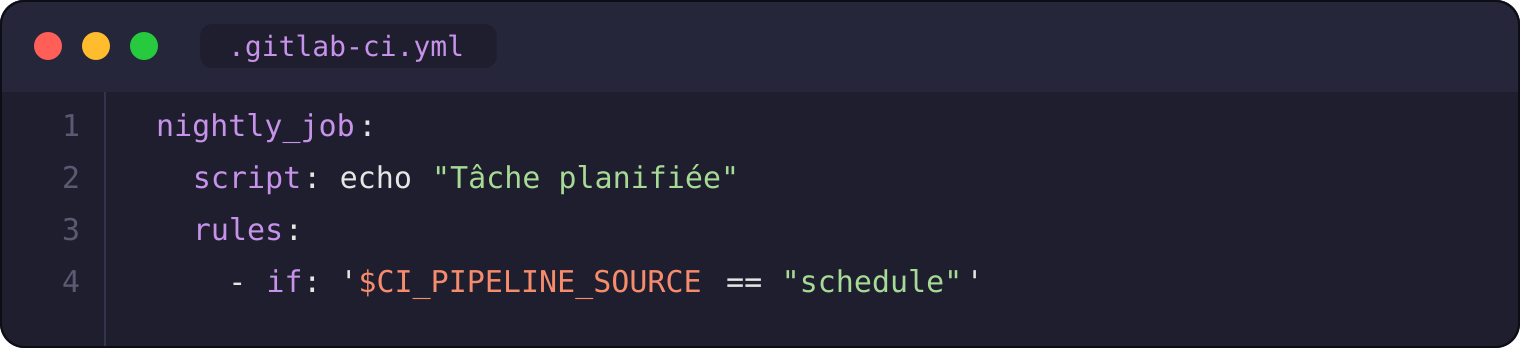 .gitlab-ci.yml
1 nightly_job:
2   script: echo "Tâche planifiée"
3   rules:
4     - if: '$CI_PIPELINE_SOURCE == "schedule"'